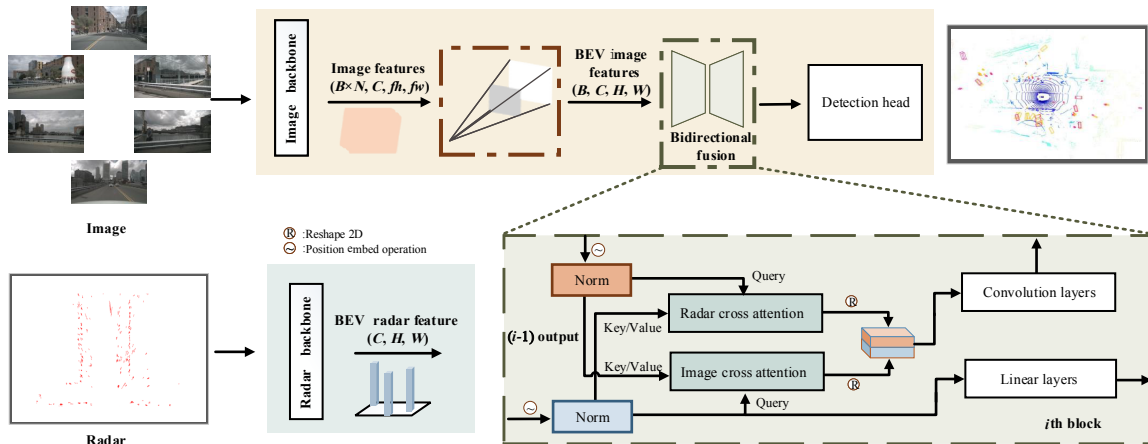 Image
Image backbone
Image features
(B×N, C, fh, fw)
BEV image
features
(B, C, H, W)
Bidirectional
fusion
Detection head
Radar
Radar backbone
BEV radar feature
(C, H, W)
Ⓡ:Reshape 2D
~:Position embed operation
~
Norm
Query
Radar cross attention
Ⓡ
Convolution layers
(i-1) output
Key/Value
Key/Value
Image cross attention
Ⓡ
Linear layers
~
Norm
Query
ith block